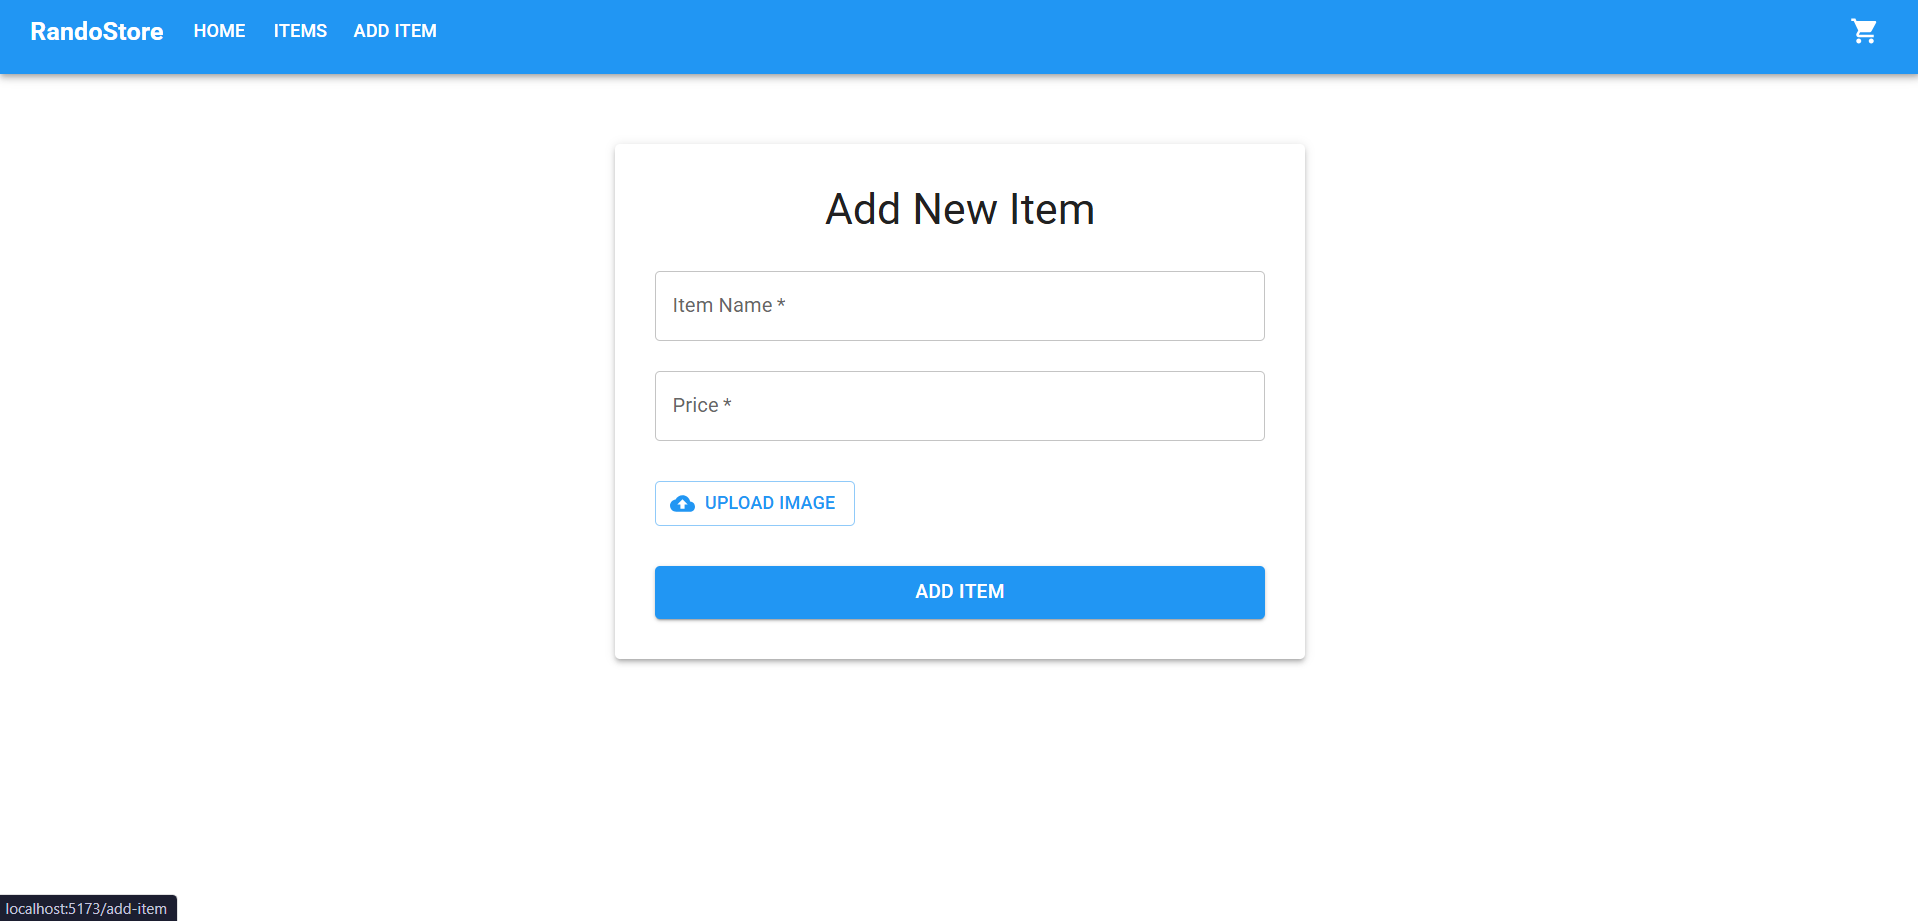 RandoStore HOME ITEMS ADD ITEM
Add New Item
Item Name *
Price *
UPLOAD IMAGE
ADD ITEM
localhost:5173/add-item